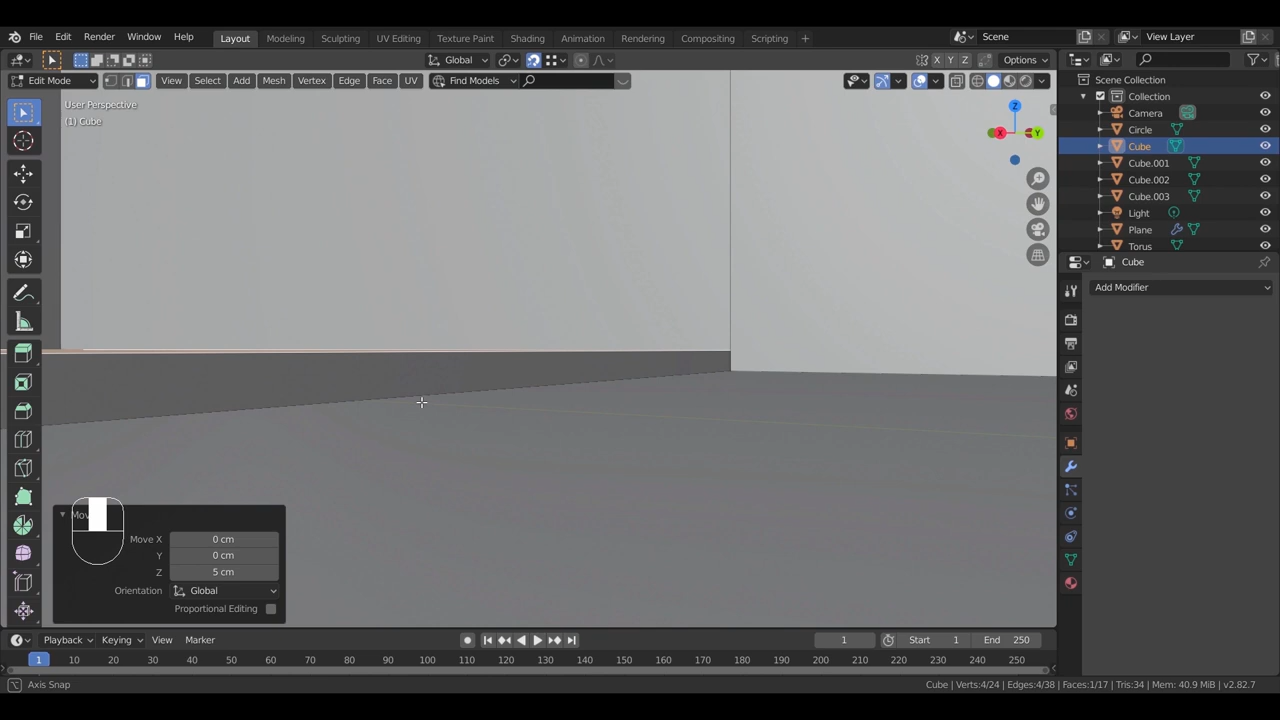 File Edit Render Window Help Layout Modeling Sculpting UV Editing Texture Paint Shading Animation Rendering Compositing Scripting + Scene View Layer
Global X Y Z Options
Edit Mode View Select Add Mesh Vertex Edge Face UV Find Models
User Perspective
(1) Cube
Z
X
Y
Scene Collection
Collection
Camera
Circle
Cube
Cube.001
Cube.002
Cube.003
Light
Plane
Torus
Cube
Add Modifier
Mov
Move X 0 cm
Y 0 cm
Z 5 cm
Orientation Global
Proportional Editing
Playback Keying View Marker 1 Start 1 End 250
1 10 20 30 40 50 60 70 80 90 100 110 120 130 140 150 160 170 180 190 200 210 220 230 240 250
Axis Snap Cube | Verts:4/24 | Edges:4/38 | Faces:1/17 | Tris:34 | Mem: 40.9 MiB | v2.82.7